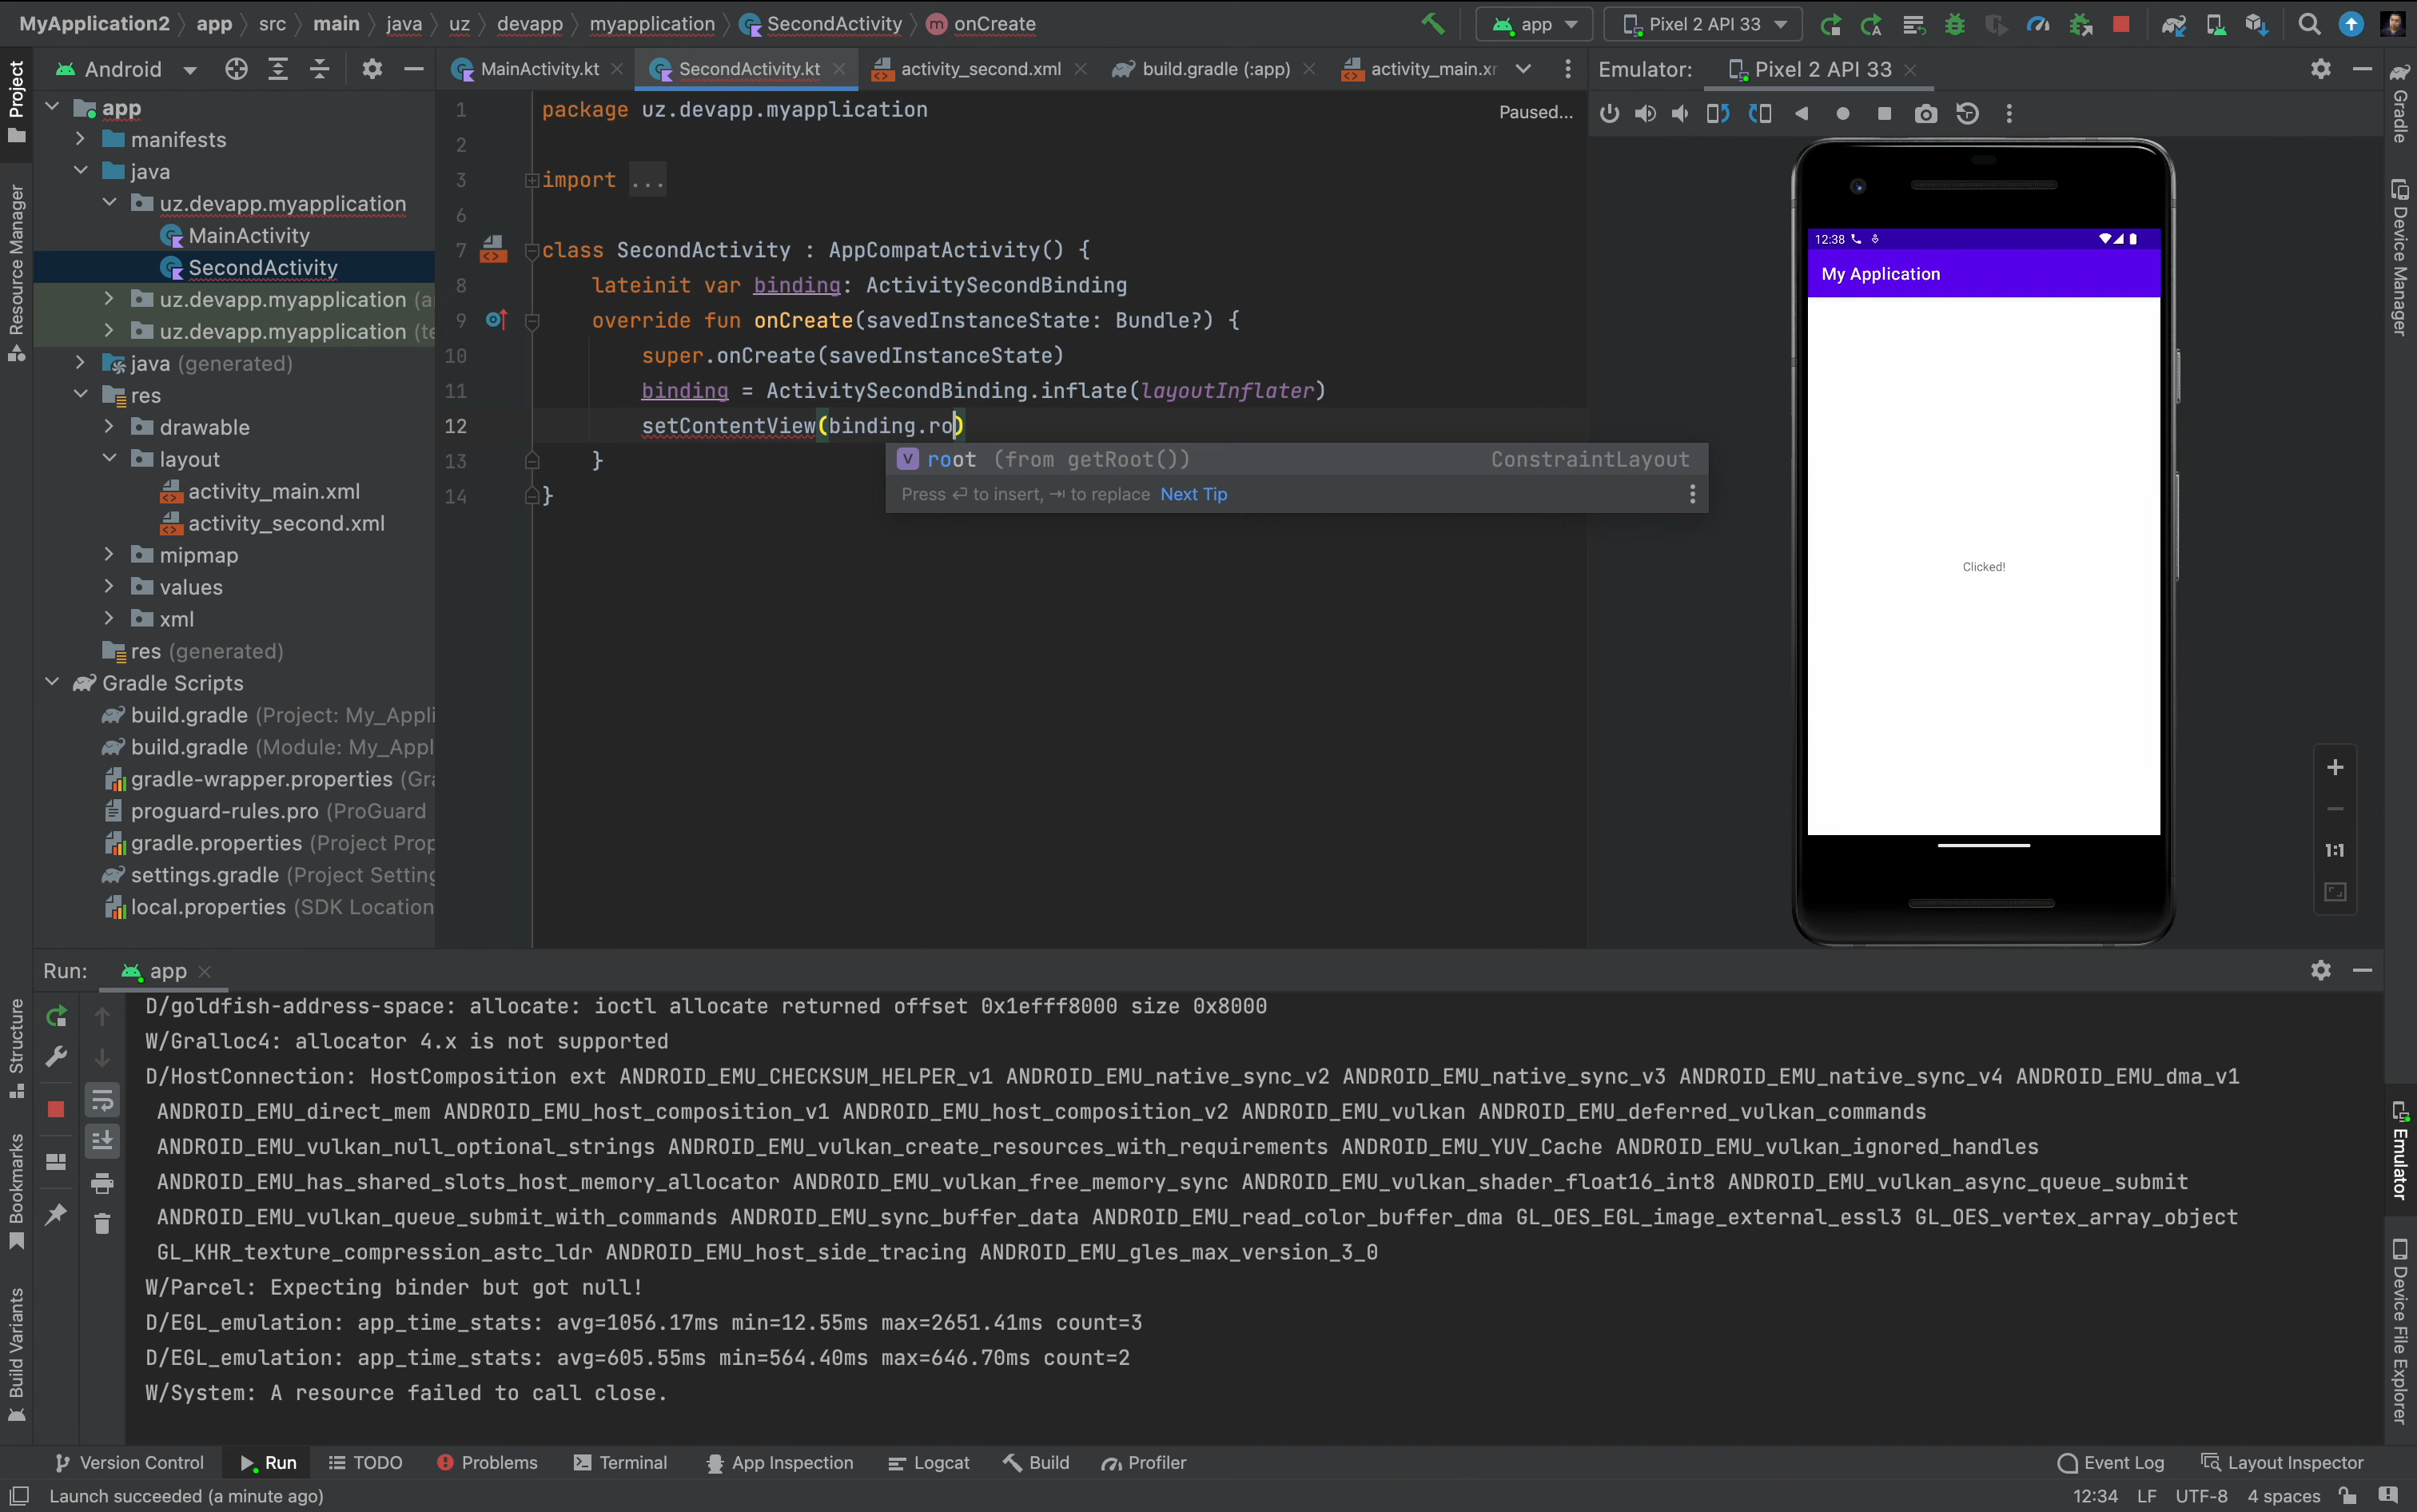 MyApplication2 app src main java uz devapp myapplication SecondActivity onCreate
app
Pixel 2 API 33
Project
Android
MainActivity.kt
SecondActivity.kt
activity_second.xml
build.gradle (:app)
activity_main.xr
Emulator:
Pixel 2 API 33
app
manifests
java
uz.devapp.myapplication
MainActivity
SecondActivity
uz.devapp.myapplication (a
uz.devapp.myapplication (te
java (generated)
res
drawable
layout
activity_main.xml
activity_second.xml
mipmap
values
xml
res (generated)
Gradle Scripts
build.gradle (Project: My_Appli
build.gradle (Module: My_Appl
gradle-wrapper.properties (Gra
proguard-rules.pro (ProGuard
gradle.properties (Project Prop
settings.gradle (Project Setting
local.properties (SDK Location
Resource Manager
Structure
Bookmarks
Build Variants
1 package uz.devapp.myapplication
Paused...
2
3 import ...
6
7 class SecondActivity : AppCompatActivity() {
8 lateinit var binding: ActivitySecondBinding
9 override fun onCreate(savedInstanceState: Bundle?) {
10 super.onCreate(savedInstanceState)
11 binding = ActivitySecondBinding.inflate(layoutInflater)
12 setContentView(binding.ro)
13 }
14 }
V root (from getRoot()) ConstraintLayout
Press ↩ to insert, ⇥ to replace Next Tip
12:38
My Application
Clicked!
1:1
Gradle
Device Manager
Emulator
Device File Explorer
Run: app
D/goldfish-address-space: allocate: ioctl allocate returned offset 0x1efff8000 size 0x8000
W/Gralloc4: allocator 4.x is not supported
D/HostConnection: HostComposition ext ANDROID_EMU_CHECKSUM_HELPER_v1 ANDROID_EMU_native_sync_v2 ANDROID_EMU_native_sync_v3 ANDROID_EMU_native_sync_v4 ANDROID_EMU_dma_v1
ANDROID_EMU_direct_mem ANDROID_EMU_host_composition_v1 ANDROID_EMU_host_composition_v2 ANDROID_EMU_vulkan ANDROID_EMU_deferred_vulkan_commands
ANDROID_EMU_vulkan_null_optional_strings ANDROID_EMU_vulkan_create_resources_with_requirements ANDROID_EMU_YUV_Cache ANDROID_EMU_vulkan_ignored_handles
ANDROID_EMU_has_shared_slots_host_memory_allocator ANDROID_EMU_vulkan_free_memory_sync ANDROID_EMU_vulkan_shader_float16_int8 ANDROID_EMU_vulkan_async_queue_submit
ANDROID_EMU_vulkan_queue_submit_with_commands ANDROID_EMU_sync_buffer_data ANDROID_EMU_read_color_buffer_dma GL_OES_EGL_image_external_essl3 GL_OES_vertex_array_object
GL_KHR_texture_compression_astc_ldr ANDROID_EMU_host_side_tracing ANDROID_EMU_gles_max_version_3_0
W/Parcel: Expecting binder but got null!
D/EGL_emulation: app_time_stats: avg=1056.17ms min=12.55ms max=2651.41ms count=3
D/EGL_emulation: app_time_stats: avg=605.55ms min=564.40ms max=646.70ms count=2
W/System: A resource failed to call close.
Version Control Run TODO Problems Terminal App Inspection Logcat Build Profiler Event Log Layout Inspector
Launch succeeded (a minute ago) 12:34 LF UTF-8 4 spaces